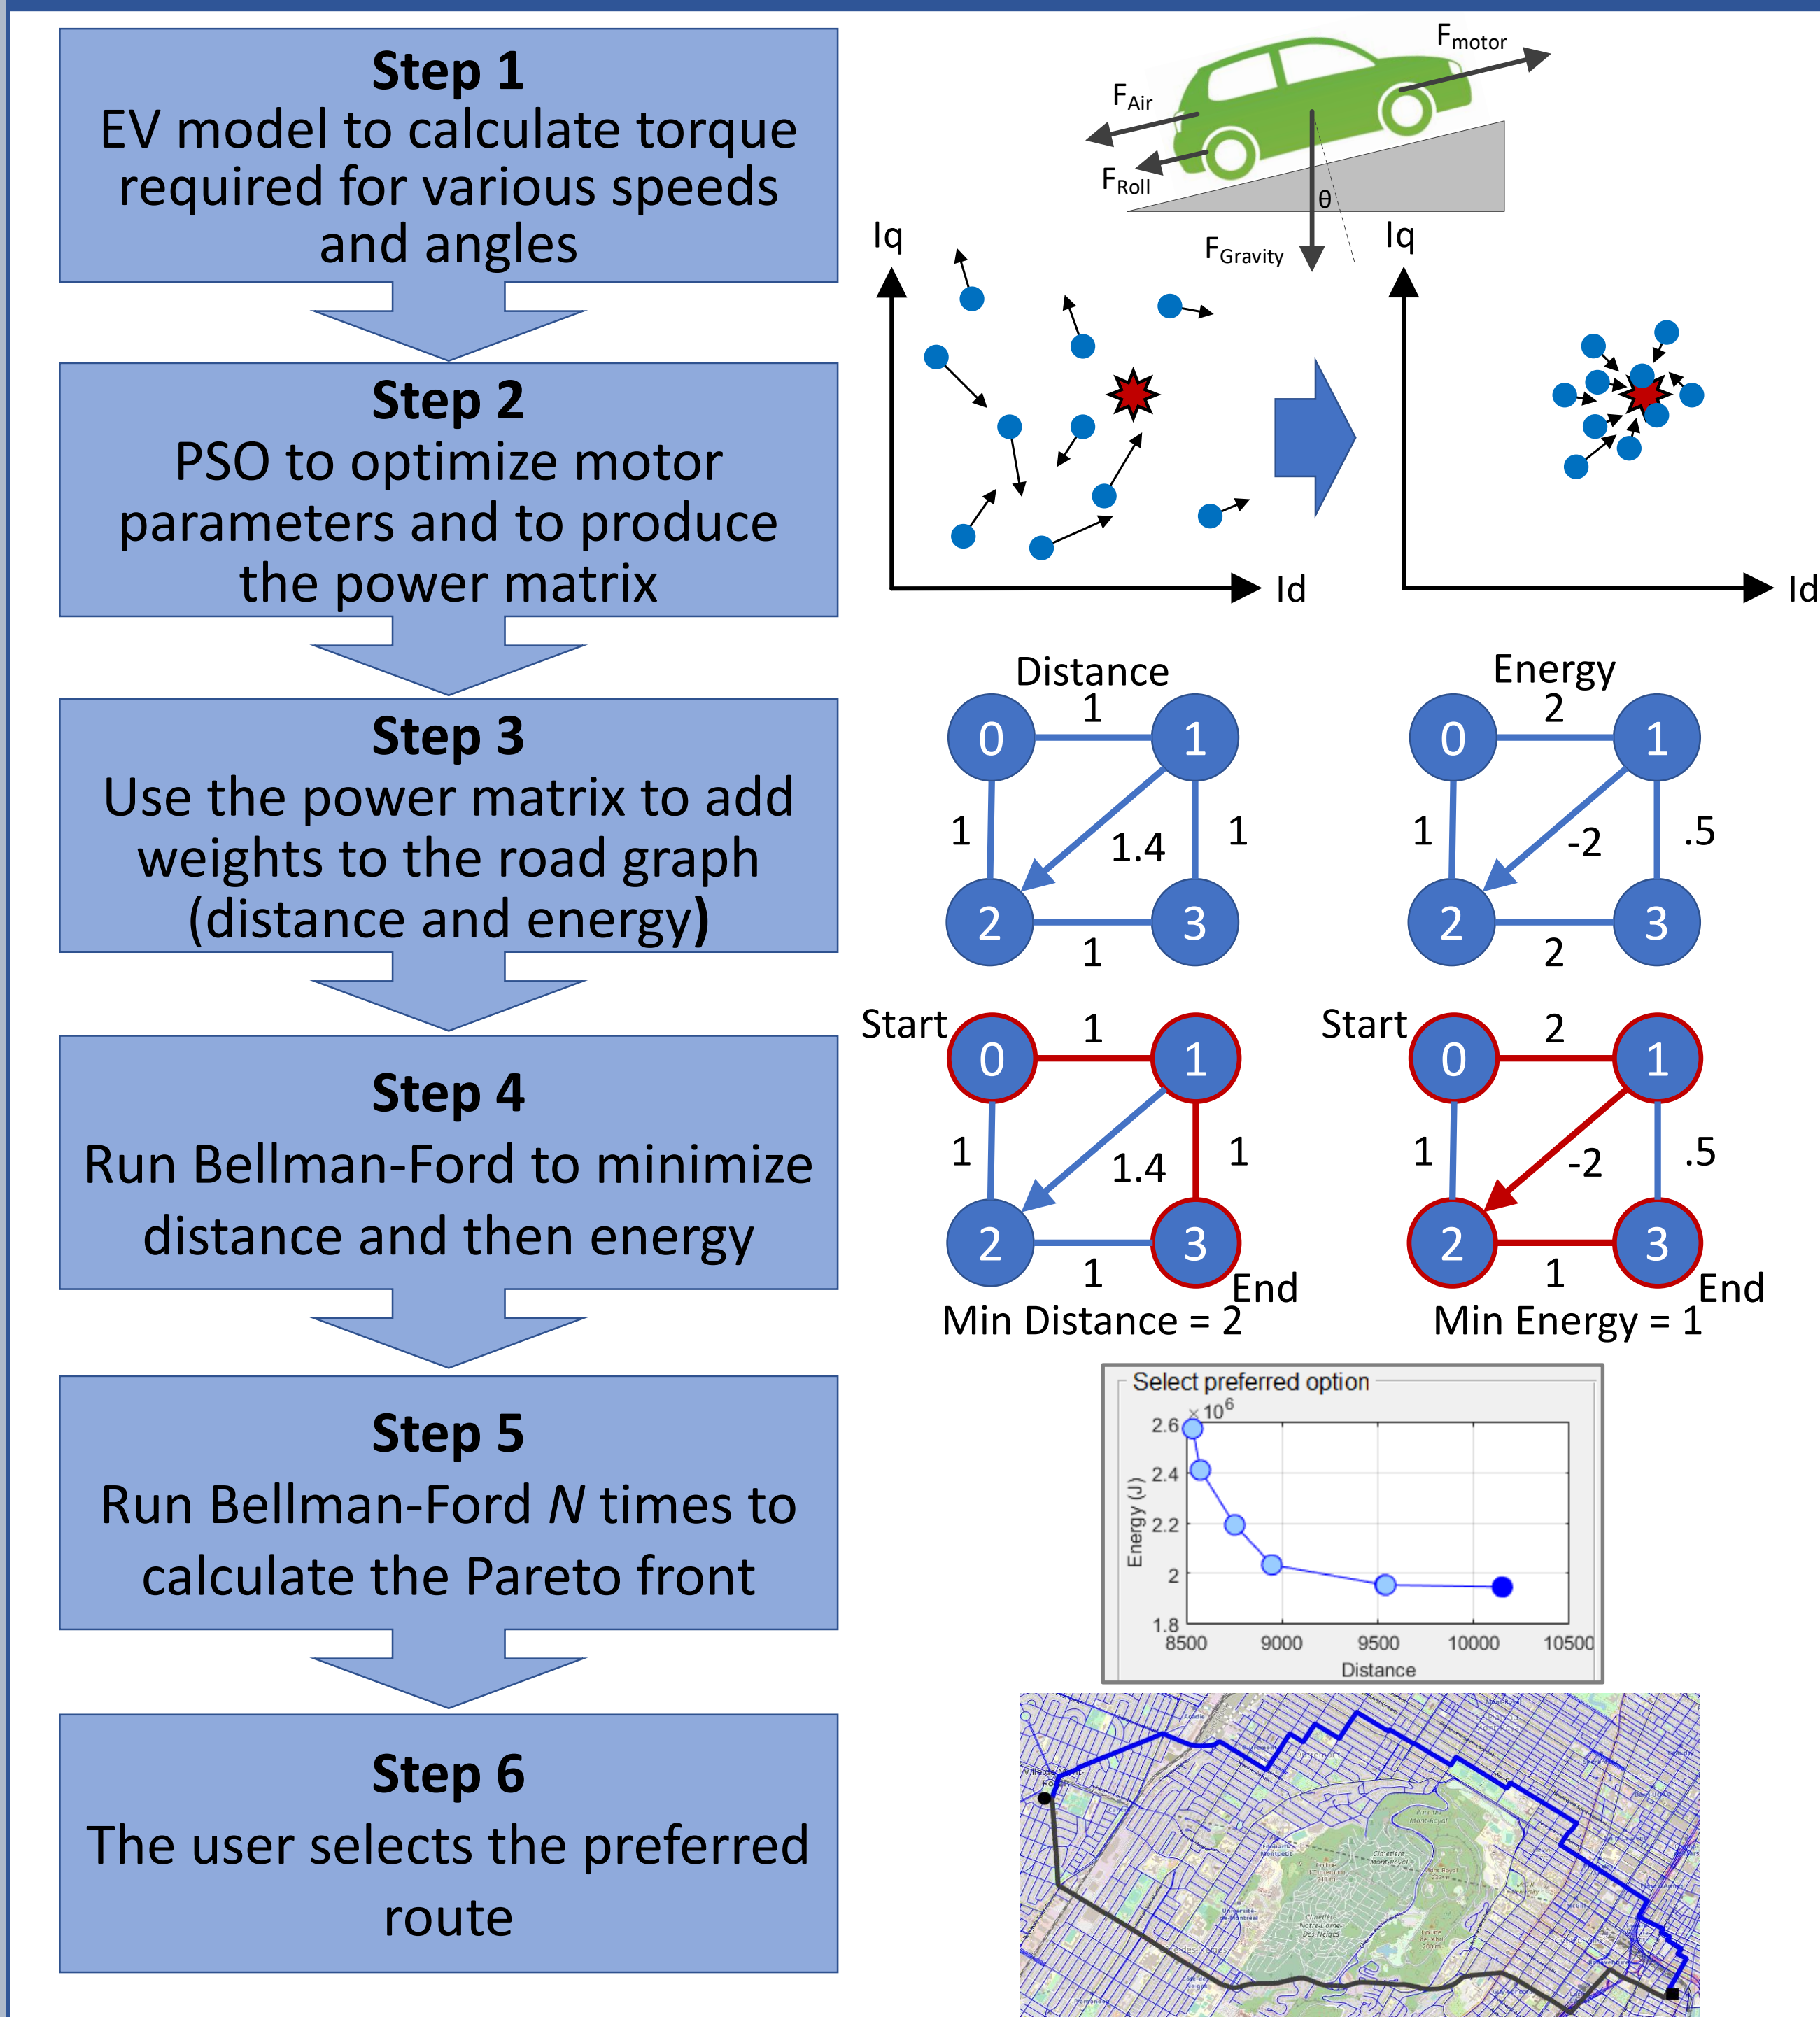 Step 1
EV model to calculate torque
required for various speeds
and angles
Step 2
PSO to optimize motor
parameters and to produce
the power matrix
Step 3
Use the power matrix to add
weights to the road graph
(distance and energy)
Step 4
Run Bellman-Ford to minimize
distance and then energy
Step 5
Run Bellman-Ford N times to
calculate the Pareto front
Step 6
The user selects the preferred
route
Fmotor
FAir
FRoll
θ
FGravity
Iq
Id
Iq
Id
Distance
1
0
1
1
1.4
1
2
3
1
Energy
2
0
1
1
-2
.5
2
3
2
Start
1
0
1
1
1.4
1
2
3
1
End
Min Distance = 2
Start
2
0
1
1
-2
.5
2
3
1
End
Min Energy = 1
Select preferred option
× 10⁶
2.6
2.4
2.2
2
1.8
Energy (J)
8500
9000
9500
10000
10500
Distance